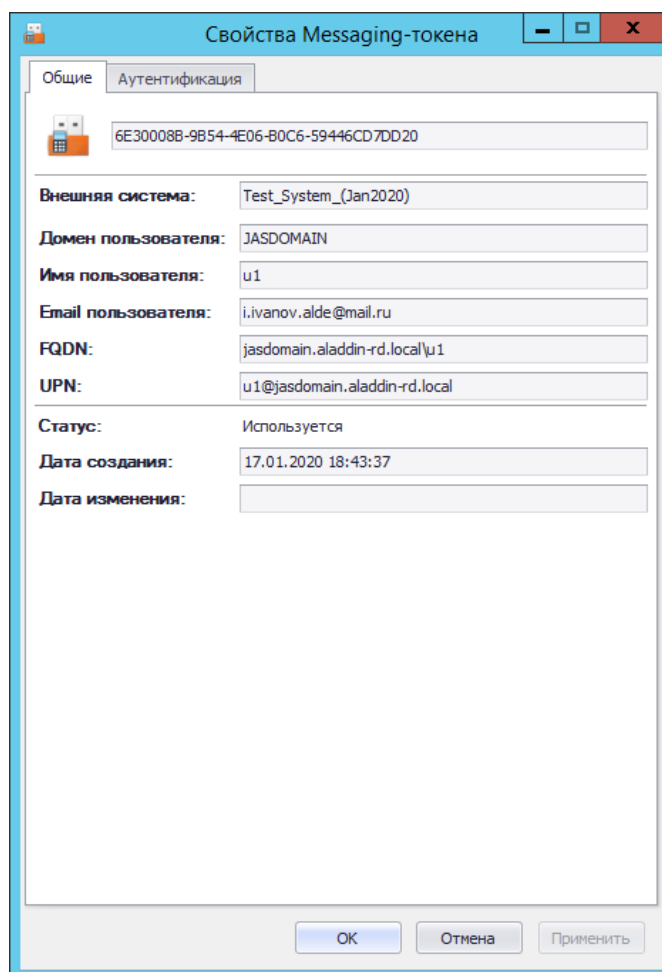 Свойства Messaging-токена
Общие Аутентификация
6E30008B-9B54-4E06-B0C6-59446CD7DD20
Внешняя система: Test_System_(Jan2020)
Домен пользователя: JASDOMAIN
Имя пользователя: u1
Email пользователя: i.ivanov.alde@mail.ru
FQDN: jasdomain.aladdin-rd.local\u1
UPN: u1@jasdomain.aladdin-rd.local
Статус: Используется
Дата создания: 17.01.2020 18:43:37
Дата изменения:
OK Отмена Применить